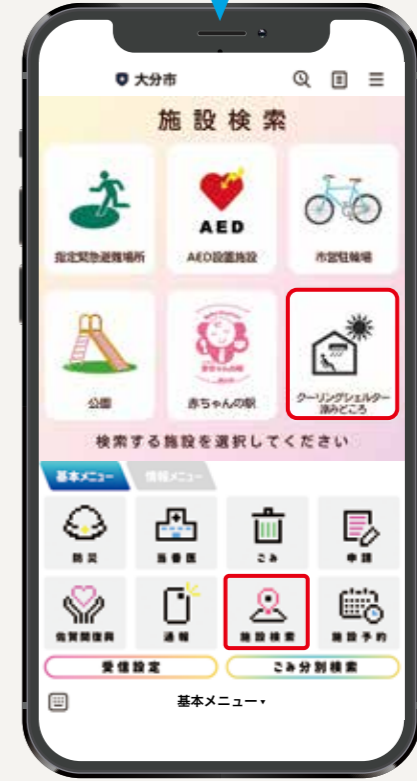 大分市
施設検索
指定緊急避難場所
AED
AED設置施設
市営駐輪場
公園
赤ちゃんの駅
クーリングシェルター
涼みどころ
検索する施設を選択してください
基本メニュー
情報メニュー
防災
当番医
ごみ
申請
佐賀関復興
通報
施設検索
施設予約
受信設定
ごみ分別検索
基本メニュー▾